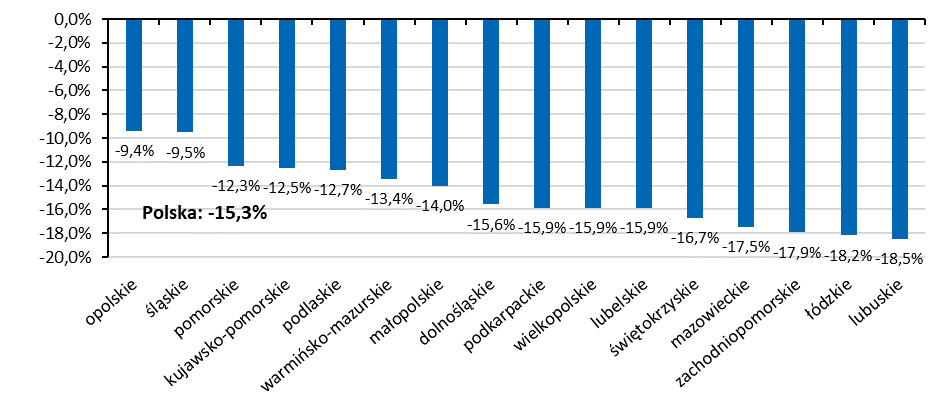 0,0%
-2,0%
-4,0%
-6,0%
-8,0%
-10,0%
-12,0%
-14,0%
-16,0%
-18,0%
-20,0%
-9,4%
-9,5%
-12,3%
-12,5%
-12,7%
-13,4%
-14,0%
-15,6%
-15,9%
-15,9%
-15,9%
-16,7%
-17,5%
-17,9%
-18,2%
-18,5%
Polska: -15,3%
opolskie
śląskie
pomorskie
kujawsko-pomorskie
podlaskie
warmińsko-mazurskie
małopolskie
dolnośląskie
podkarpackie
wielkopolskie
lubelskie
świętokrzyskie
mazowieckie
zachodniopomorskie
łódzkie
lubuskie